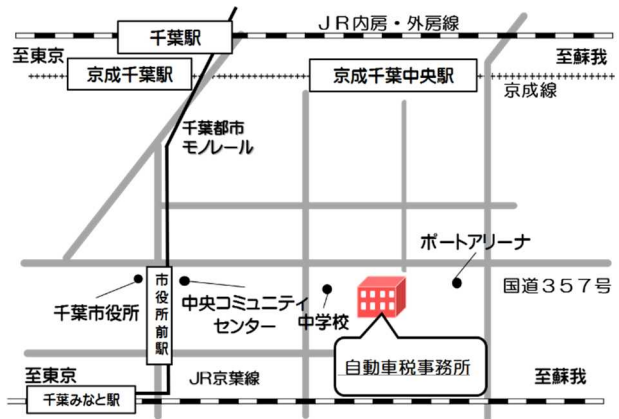 JR内房・外房線
千葉駅
至東京
至蘇我
京成千葉駅
京成千葉中央駅
京成線
千葉都市
モノレール
ポートアリーナ
国道357号
千葉市役所
市役所前駅
中央コミュニティ
センター
中学校
自動車税事務所
至東京
JR京葉線
至蘇我
千葉みなと駅